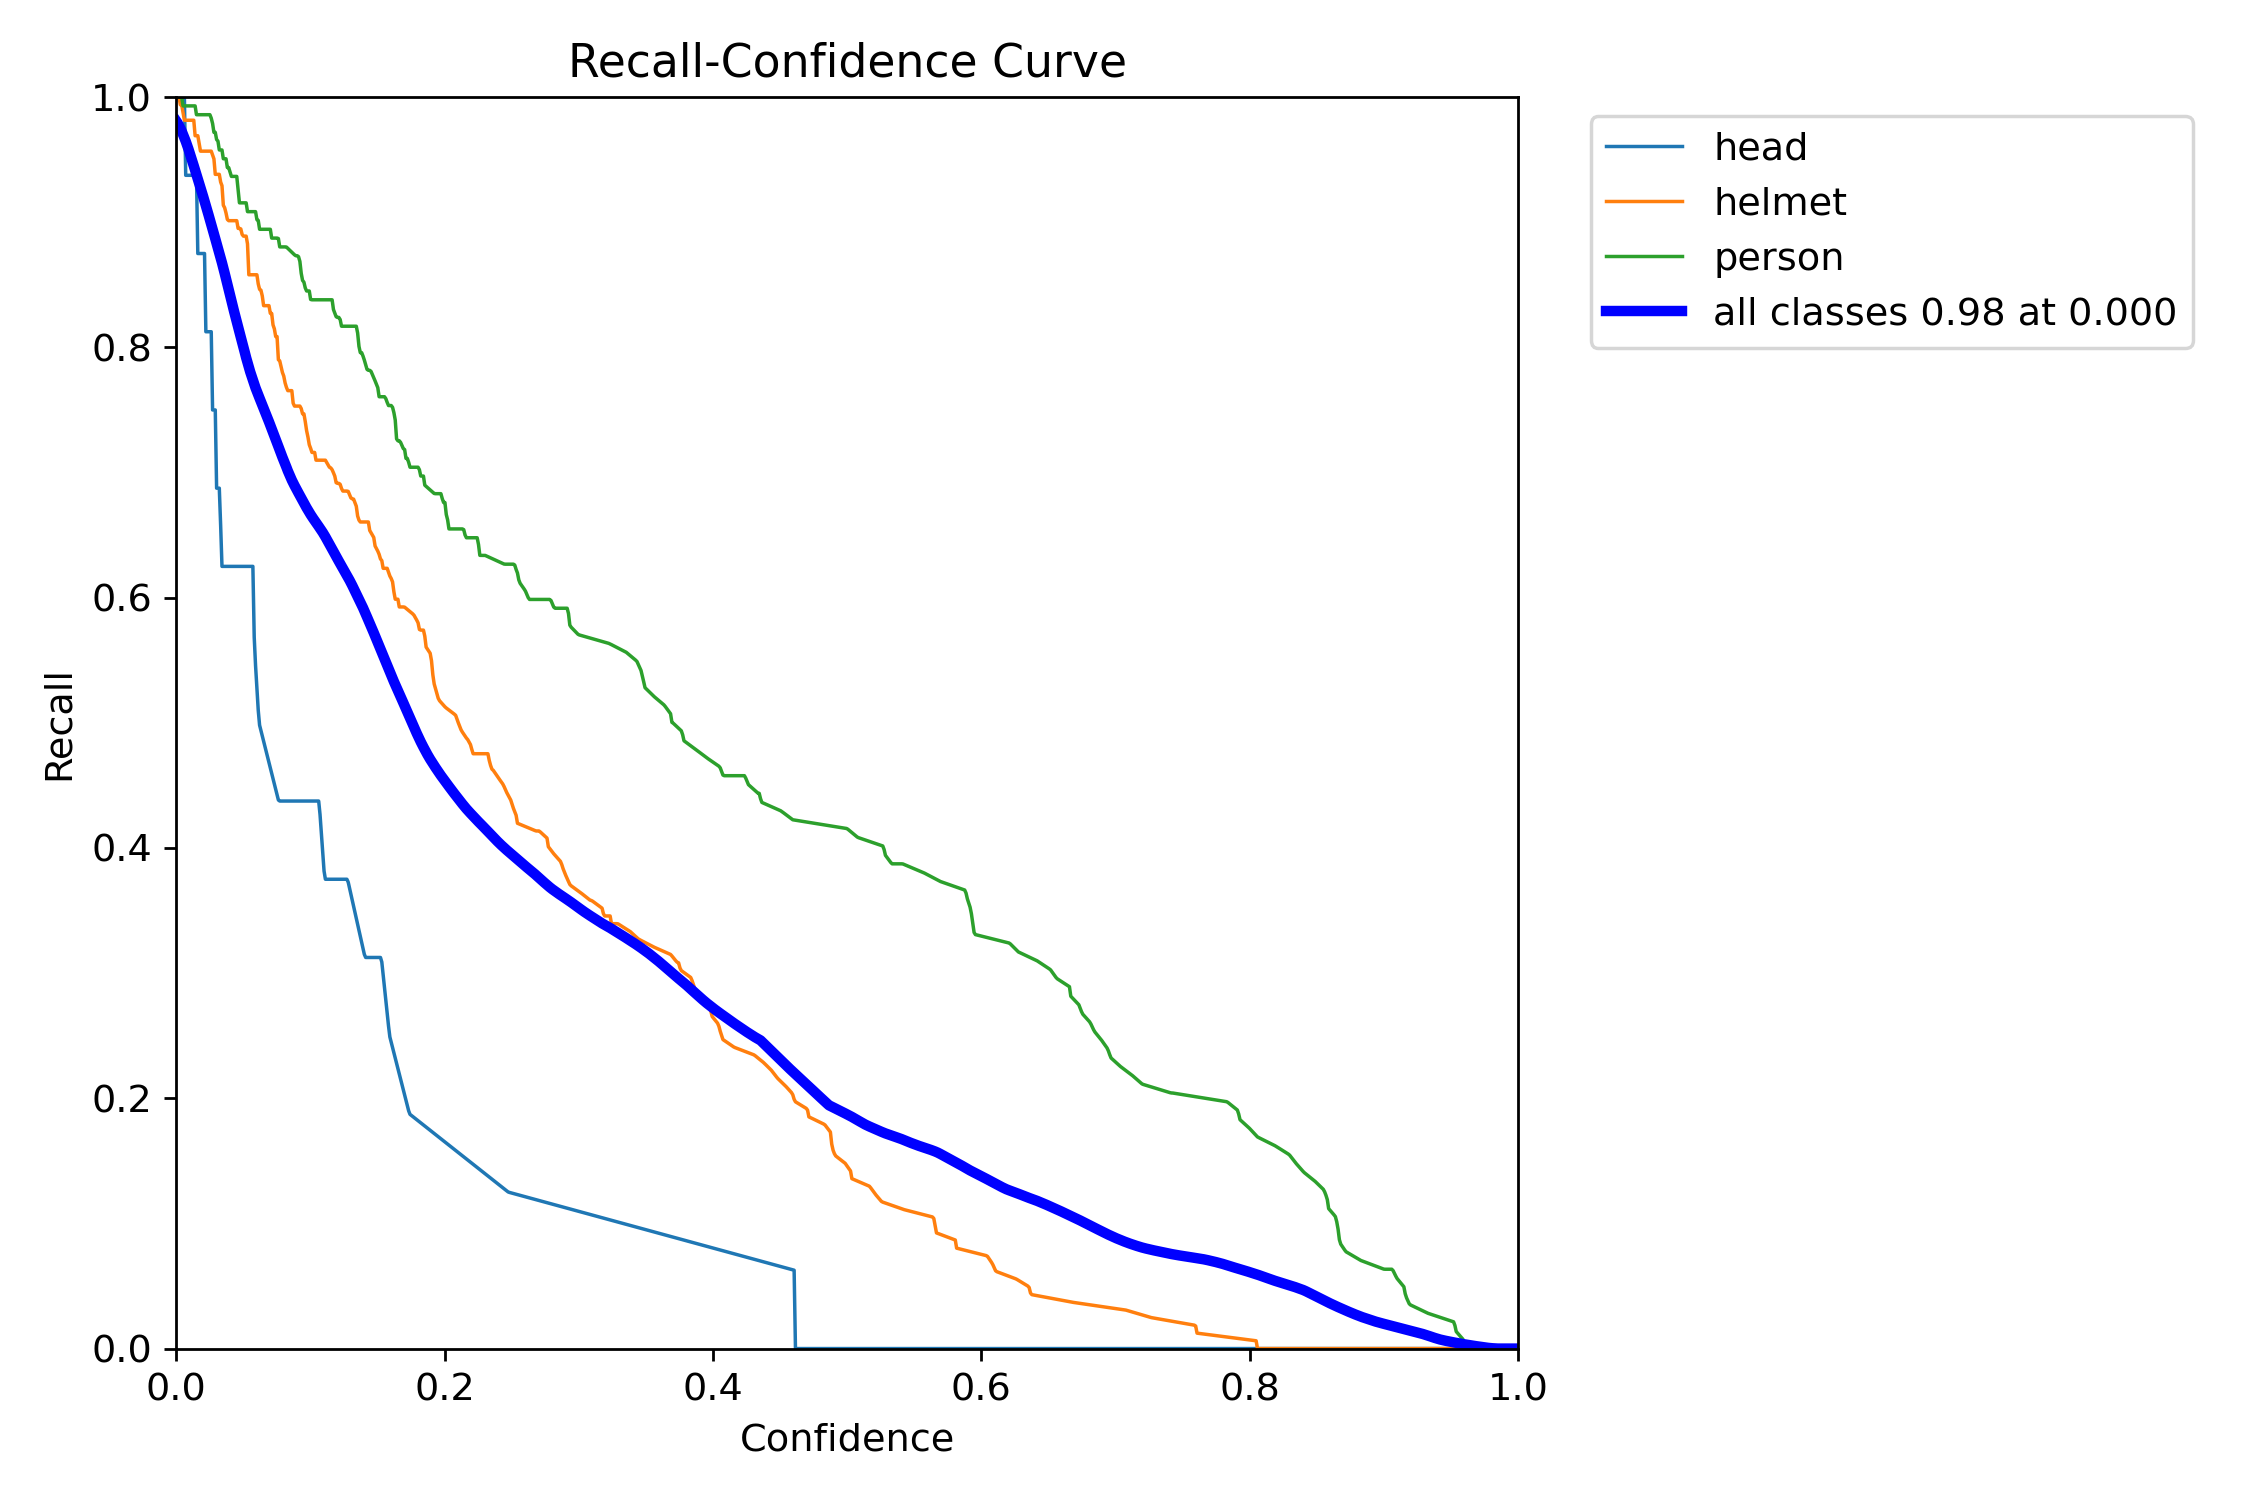 Recall-Confidence Curve
1.0
0.8
0.6
0.4
0.2
0.0
Recall
0.0 0.2 0.4 0.6 0.8 1.0
Confidence
head
helmet
person
all classes 0.98 at 0.000